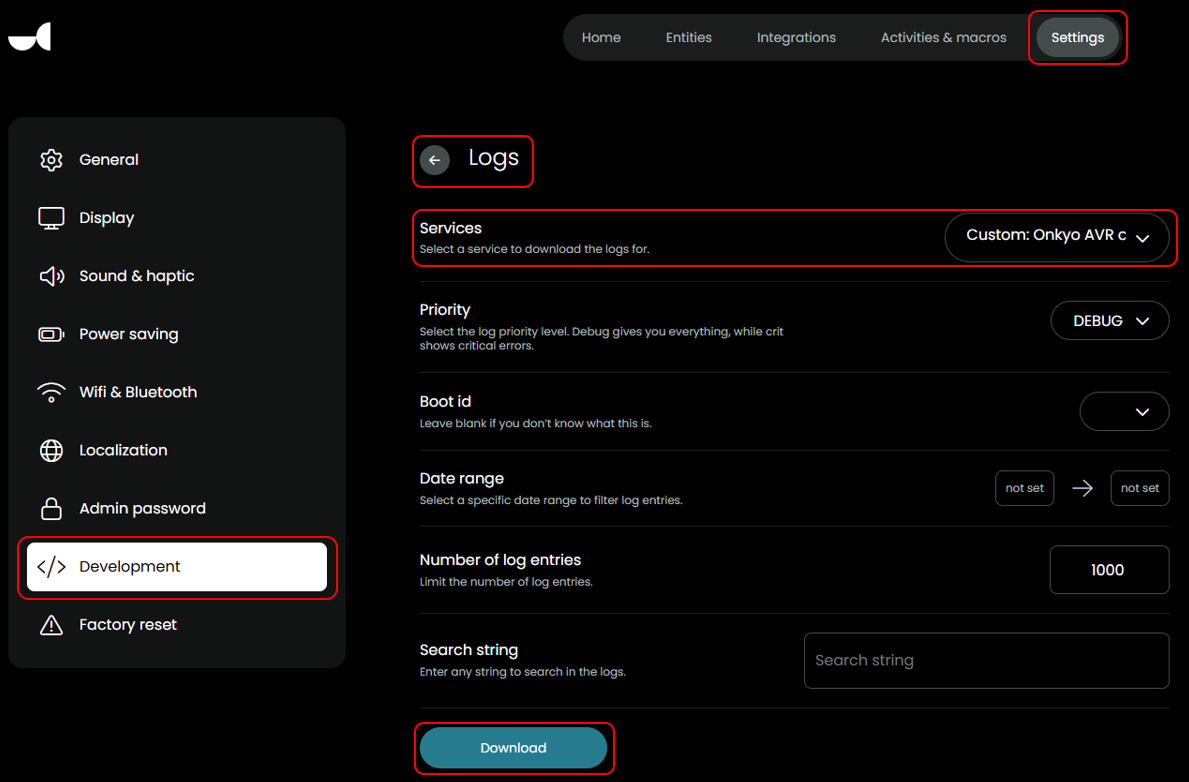 Home Entities Integrations Activities & macros Settings
General
Display
Sound & haptic
Power saving
Wifi & Bluetooth
Localization
Admin password
Development
Factory reset
Logs
Services
Select a service to download the logs for.
Custom: Onkyo AVR c
Priority
Select the log priority level. Debug gives you everything, while crit
shows critical errors.
DEBUG
Boot id
Leave blank if you don't know what this is.
Date range
Select a specific date range to filter log entries.
not set not set
Number of log entries
Limit the number of log entries.
1000
Search string
Enter any string to search in the logs.
Search string
Download